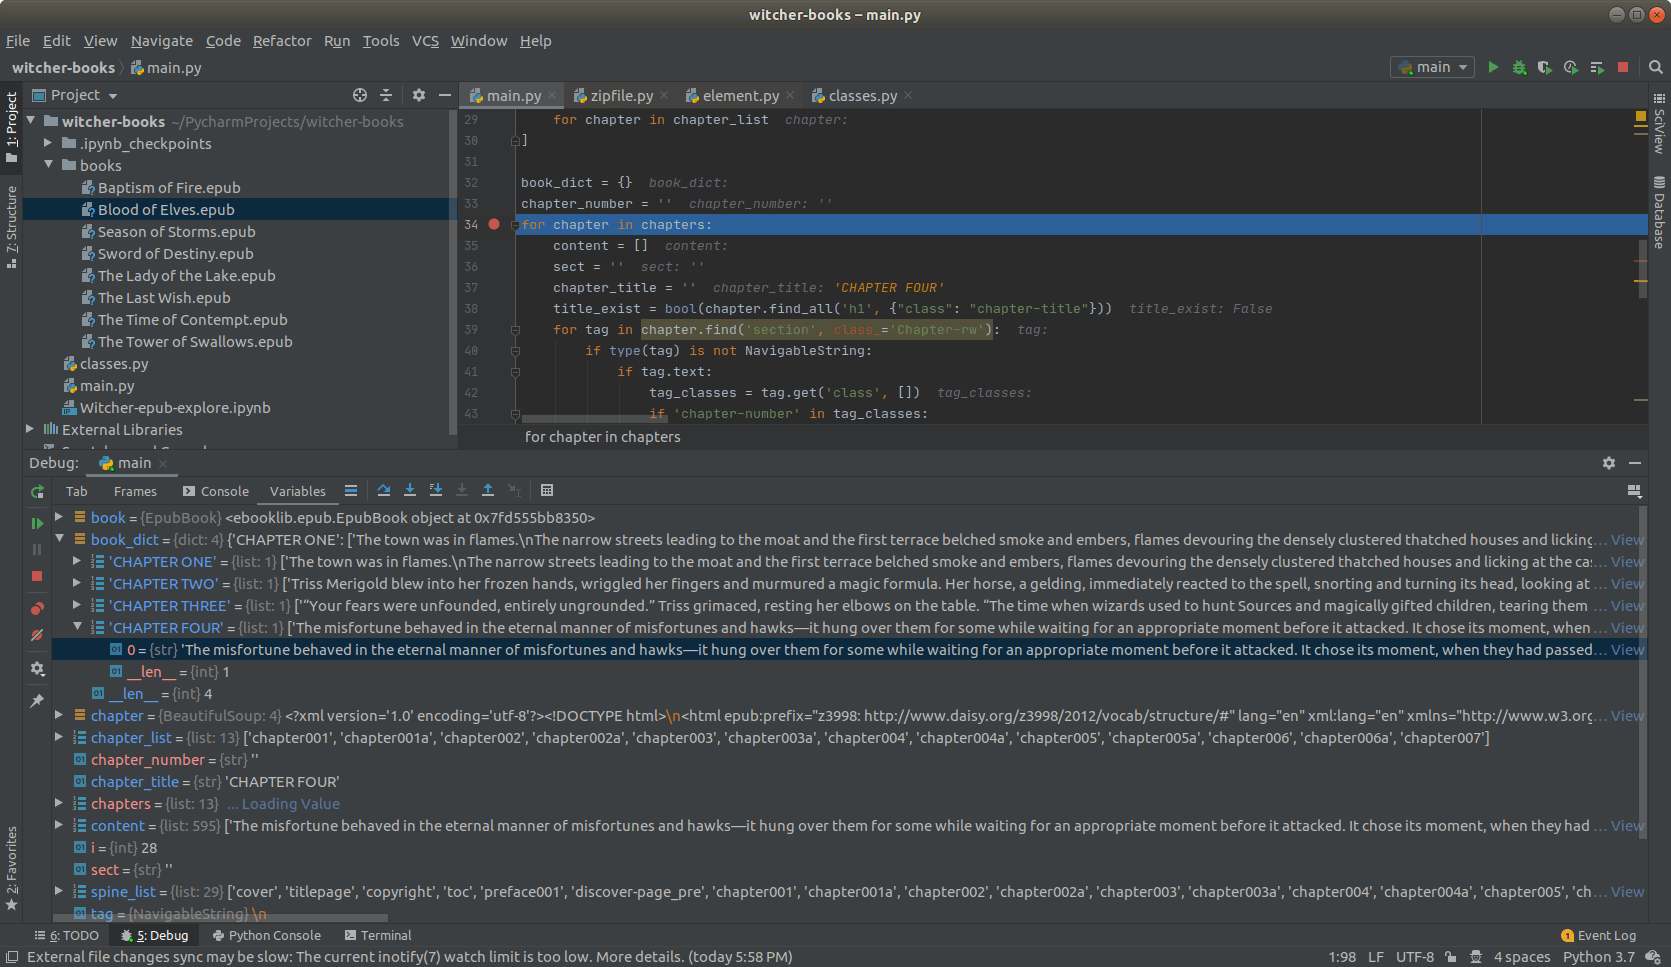 witcher-books – main.py
File Edit View Navigate Code Refactor Run Tools VCS Window Help
witcher-books main.py main
1: Project
7: Structure
2: Favorites
Project
witcher-books ~/PycharmProjects/witcher-books
.ipynb_checkpoints
books
Baptism of Fire.epub
Blood of Elves.epub
Season of Storms.epub
Sword of Destiny.epub
The Lady of the Lake.epub
The Last Wish.epub
The Time of Contempt.epub
The Tower of Swallows.epub
classes.py
main.py
Witcher-epub-explore.ipynb
External Libraries
main.py zipfile.py element.py classes.py
29 for chapter in chapter_list chapter:
30 ]
31
32 book_dict = {} book_dict:
33 chapter_number = '' chapter_number: ''
34 for chapter in chapters:
35 content = [] content:
36 sect = '' sect: ''
37 chapter_title = '' chapter_title: 'CHAPTER FOUR'
38 title_exist = bool(chapter.find_all('h1', {"class": "chapter-title"})) title_exist: False
39 for tag in chapter.find('section', class_='Chapter-rw'): tag:
40 if type(tag) is not NavigableString:
41 if tag.text:
42 tag_classes = tag.get('class', []) tag_classes:
43 if 'chapter-number' in tag_classes:
for chapter in chapters
SciView
Database
Debug: main
Tab Frames Console Variables
book = {EpubBook} <ebooklib.epub.EpubBook object at 0x7fd555bb8350>
book_dict = {dict: 4} {'CHAPTER ONE': ['The town was in flames.\nThe narrow streets leading to the moat and the first terrace belched smoke and embers, flames devouring the densely clustered thatched houses and licking... View
'CHAPTER ONE' = {list: 1} ['The town was in flames.\nThe narrow streets leading to the moat and the first terrace belched smoke and embers, flames devouring the densely clustered thatched houses and licking at the ca... View
'CHAPTER TWO' = {list: 1} ['Triss Merigold blew into her frozen hands, wriggled her fingers and murmured a magic formula. Her horse, a gelding, immediately reacted to the spell, snorting and turning its head, looking at ... View
'CHAPTER THREE' = {list: 1} ['“Your fears were unfounded, entirely ungrounded.” Triss grimaced, resting her elbows on the table. “The time when wizards used to hunt Sources and magically gifted children, tearing them ... View
'CHAPTER FOUR' = {list: 1} ['The misfortune behaved in the eternal manner of misfortunes and hawks—it hung over them for some while waiting for an appropriate moment before it attacked. It chose its moment, when ... View
0 = {str} 'The misfortune behaved in the eternal manner of misfortunes and hawks—it hung over them for some while waiting for an appropriate moment before it attacked. It chose its moment, when they had passed... View
__len__ = {int} 1
__len__ = {int} 4
chapter = {BeautifulSoup: 4} <?xml version='1.0' encoding='utf-8'?><!DOCTYPE html>\n<html epub:prefix="z3998: http://www.daisy.org/z3998/2012/vocab/structure/#" lang="en" xml:lang="en" xmlns="http://www.w3.org... View
chapter_list = {list: 13} ['chapter001', 'chapter001a', 'chapter002', 'chapter002a', 'chapter003', 'chapter003a', 'chapter004', 'chapter004a', 'chapter005', 'chapter005a', 'chapter006', 'chapter006a', 'chapter007']
chapter_number = {str} ''
chapter_title = {str} 'CHAPTER FOUR'
chapters = {list: 13} ... Loading Value
content = {list: 595} ['The misfortune behaved in the eternal manner of misfortunes and hawks—it hung over them for some while waiting for an appropriate moment before it attacked. It chose its moment, when they had ... View
i = {int} 28
sect = {str} ''
spine_list = {list: 29} ['cover', 'titlepage', 'copyright', 'toc', 'preface001', 'discover-page_pre', 'chapter001', 'chapter001a', 'chapter002', 'chapter002a', 'chapter003', 'chapter003a', 'chapter004', 'chapter004a', 'chapter005', 'ch... View
tag = {NavigableString} \n
6: TODO 5: Debug Python Console Terminal 1 Event Log
External file changes sync may be slow: The current inotify(7) watch limit is too low. More details. (today 5:58 PM) 1:98 LF UTF-8 4 spaces Python 3.7